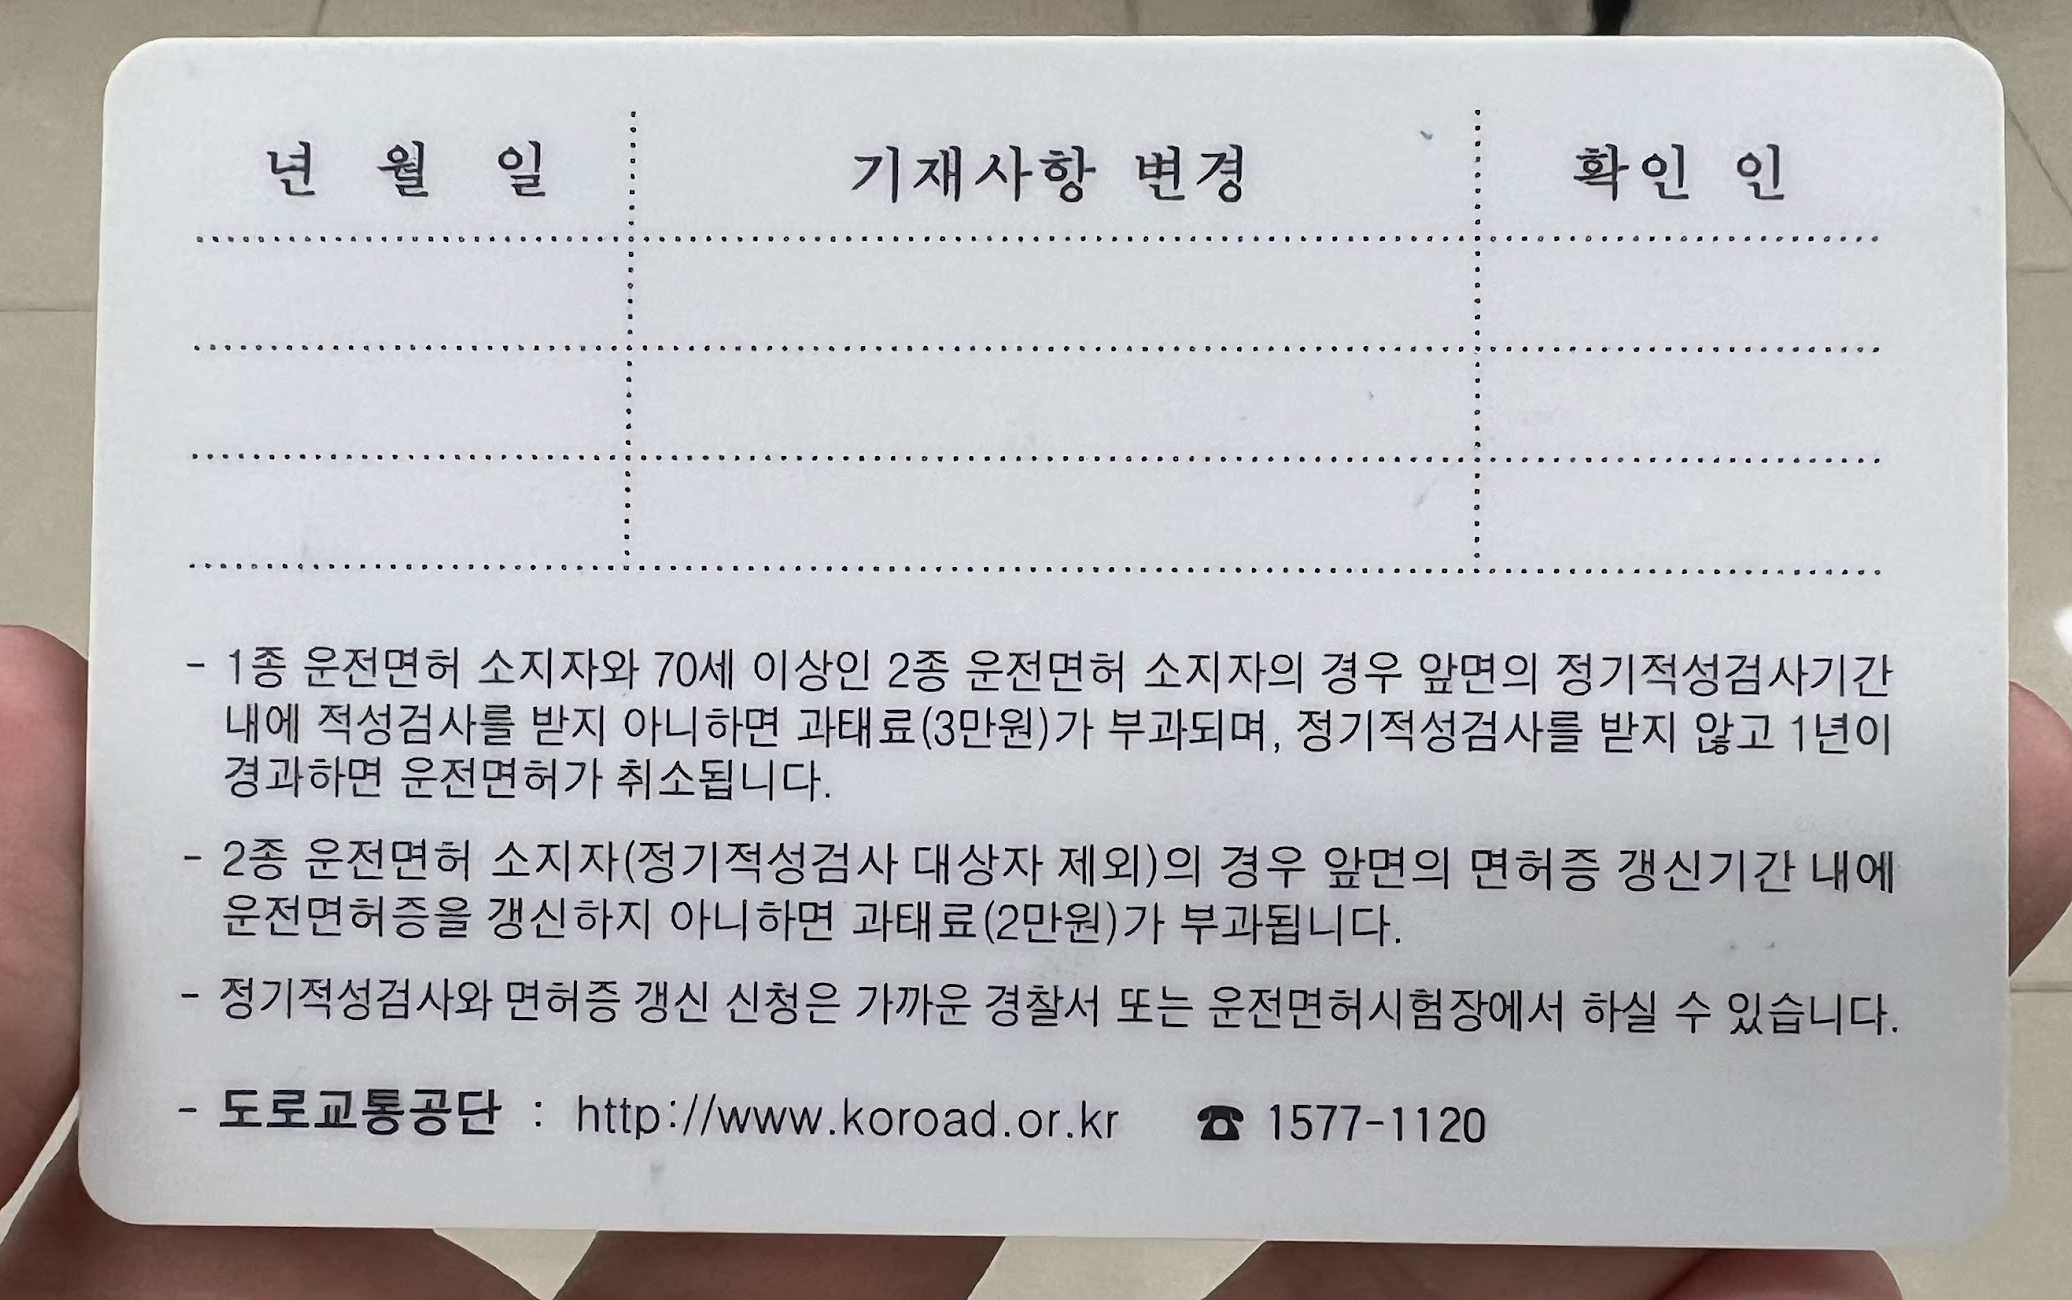 년 월 일 기재사항 변경 확인 인
- 1종 운전면허 소지자와 70세 이상인 2종 운전면허 소지자의 경우 앞면의 정기적성검사기간
내에 적성검사를 받지 아니하면 과태료(3만원)가 부과되며, 정기적성검사를 받지 않고 1년이
경과하면 운전면허가 취소됩니다.
- 2종 운전면허 소지자(정기적성검사 대상자 제외)의 경우 앞면의 면허증 갱신기간 내에
운전면허증을 갱신하지 아니하면 과태료(2만원)가 부과됩니다.
- 정기적성검사와 면허증 갱신 신청은 가까운 경찰서 또는 운전면허시험장에서 하실 수 있습니다.
- 도로교통공단 : http://www.koroad.or.kr ☎ 1577-1120